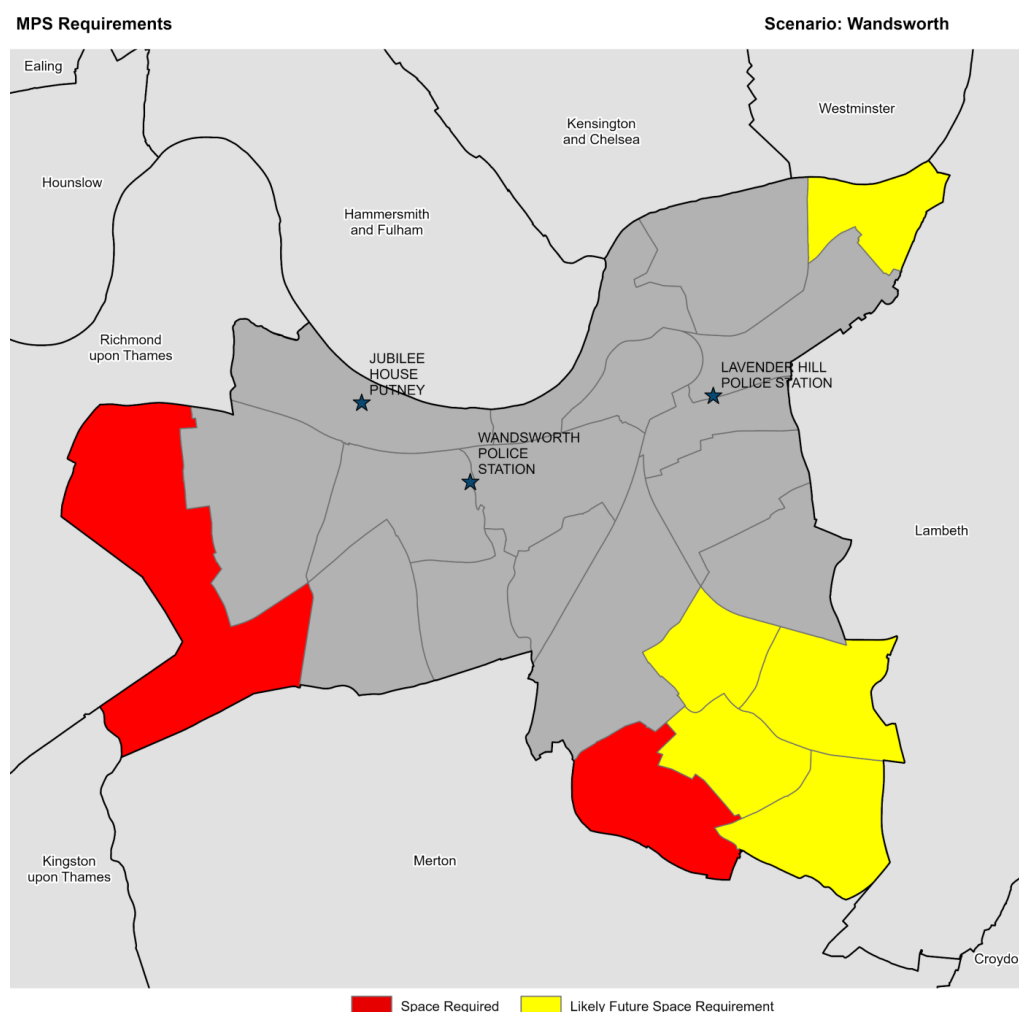 MPS Requirements
Scenario: Wandsworth
Ealing
Westminster
Kensington
and Chelsea
Hounslow
Hammersmith
and Fulham
Richmond
upon Thames
JUBILEE
HOUSE
PUTNEY
LAVENDER HILL
POLICE STATION
WANDSWORTH
POLICE
STATION
Lambeth
Kingston
upon Thames
Merton
Croydo
Space Required
Likely Future Space Requirement